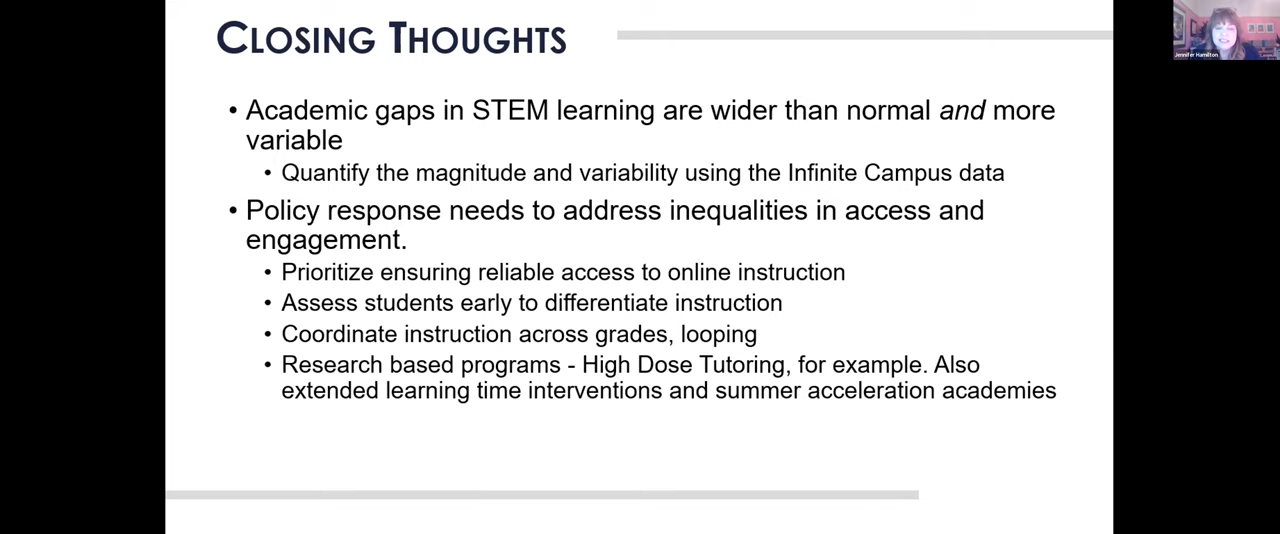 CLOSING THOUGHTS
Jennifer Hamilton
• Academic gaps in STEM learning are wider than normal and more
variable
• Quantify the magnitude and variability using the Infinite Campus data
• Policy response needs to address inequalities in access and
engagement.
• Prioritize ensuring reliable access to online instruction
• Assess students early to differentiate instruction
• Coordinate instruction across grades, looping
• Research based programs - High Dose Tutoring, for example. Also
extended learning time interventions and summer acceleration academies